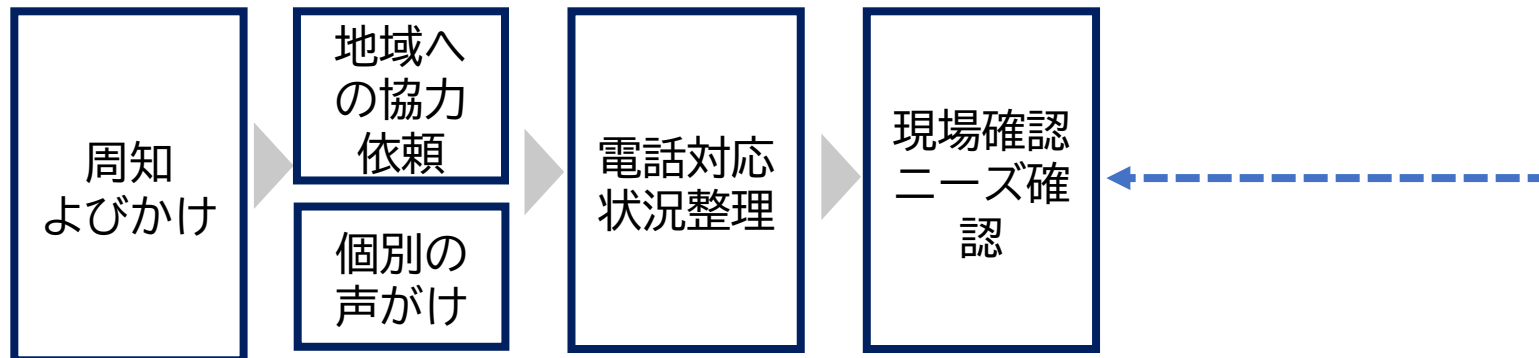 周知
よびかけ
地域へ
の協力
依頼
個別の
声がけ
電話対応
状況整理
現場確認
ニーズ確
認